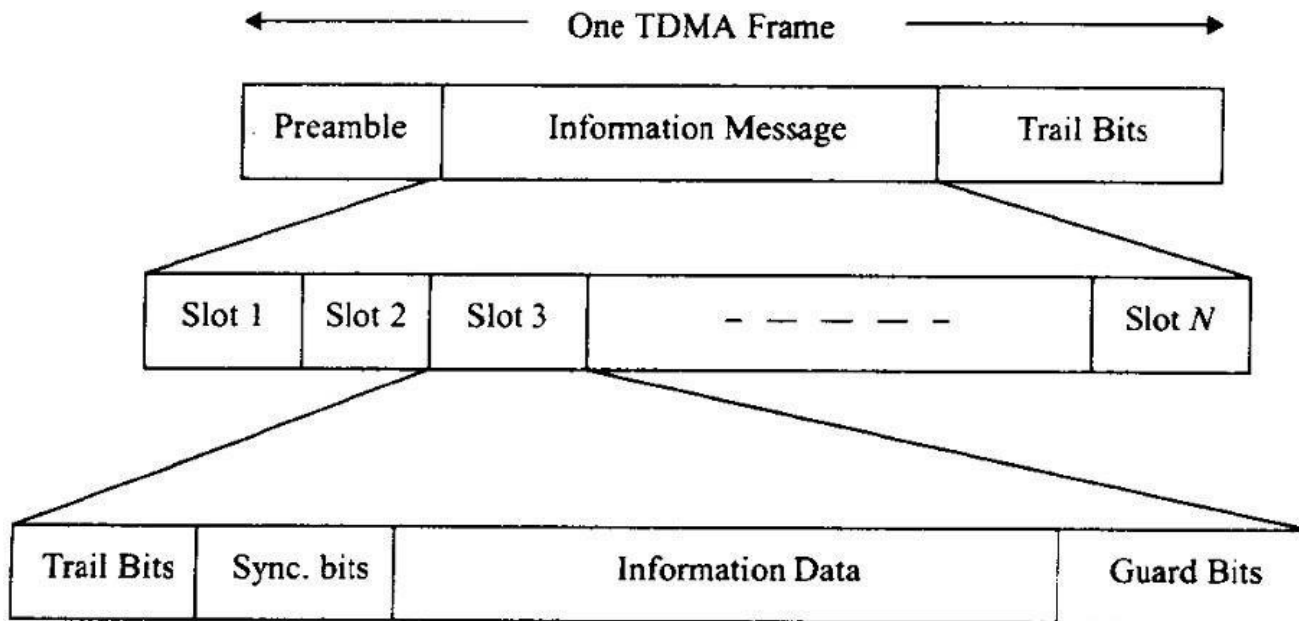 One TDMA Frame
Preamble Information Message Trail Bits
Slot 1 Slot 2 Slot 3 – – – – – Slot N
Trail Bits Sync. bits Information Data Guard Bits